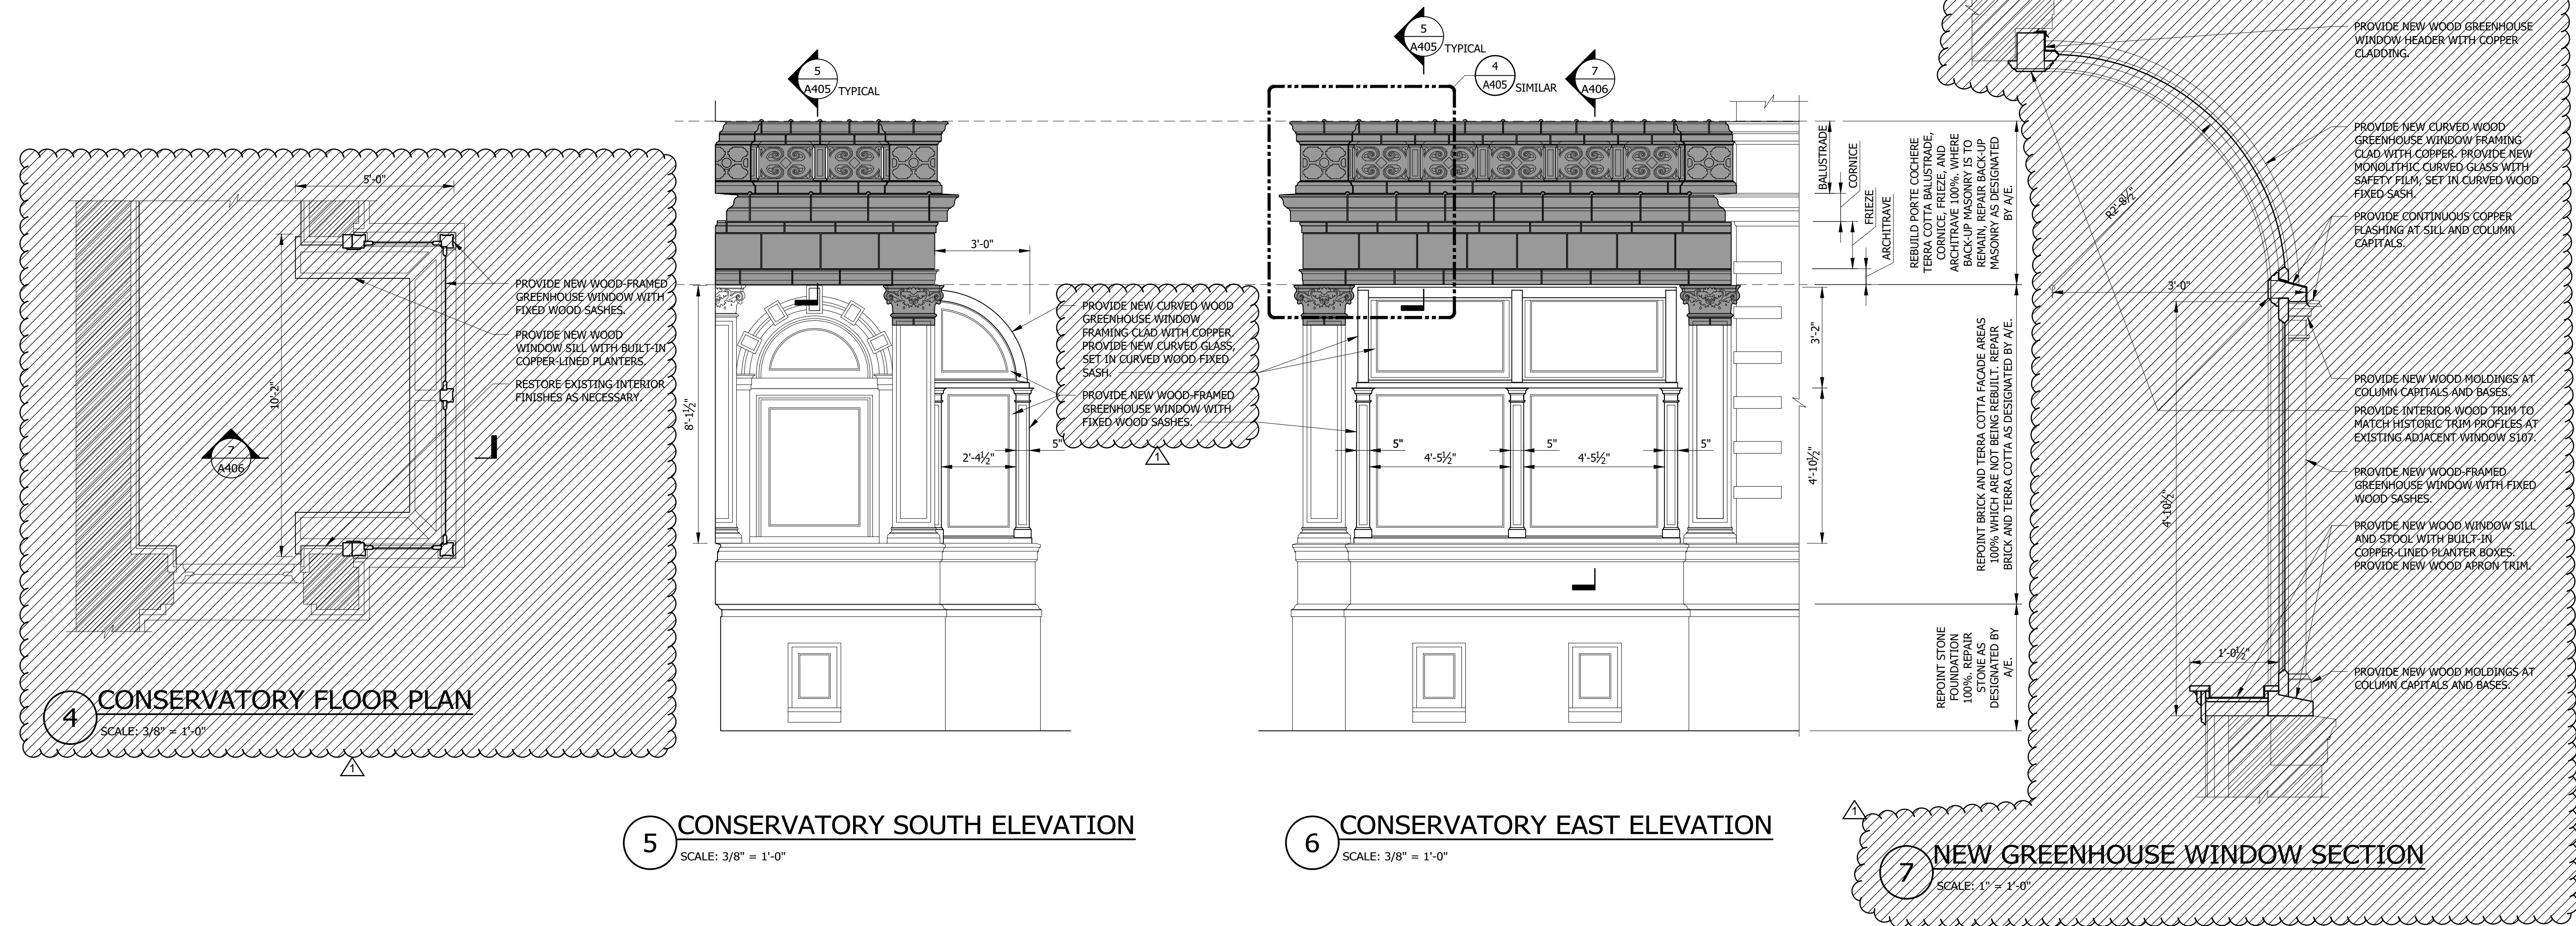 5'-0"
10'-2"
PROVIDE NEW WOOD-FRAMED
GREENHOUSE WINDOW WITH
FIXED WOOD SASHES.
PROVIDE NEW WOOD
WINDOW SILL WITH BUILT-IN
COPPER-LINED PLANTERS.
RESTORE EXISTING INTERIOR
FINISHES AS NECESSARY.
7
A406
4
CONSERVATORY FLOOR PLAN
SCALE: 3/8" = 1'-0"
1
5
A405
TYPICAL
3'-0"
8'-1½"
2'-4½"
5"
PROVIDE NEW CURVED WOOD
GREENHOUSE WINDOW
FRAMING CLAD WITH COPPER.
PROVIDE NEW CURVED GLASS,
SET IN CURVED WOOD FIXED
SASH.
PROVIDE NEW WOOD-FRAMED
GREENHOUSE WINDOW WITH
FIXED WOOD SASHES.
1
5
CONSERVATORY SOUTH ELEVATION
SCALE: 3/8" = 1'-0"
5
A405
TYPICAL
4
A405
SIMILAR
7
A406
5"
4'-5½"
5"
4'-5½"
5"
3'-2"
4'-10½"
BALUSTRADE
CORNICE
FRIEZE
ARCHITRAVE
REBUILD PORTE COCHERE
TERRA COTTA BALUSTRADE,
CORNICE, FRIEZE, AND
ARCHITRAVE 100%. WHERE
BACK-UP MASONRY IS TO
REMAIN, REPAIR BACK-UP
MASONRY AS DESIGNATED
BY A/E.
REPOINT BRICK AND TERRA COTTA FACADE AREAS
100% WHICH ARE NOT BEING REBUILT. REPAIR
BRICK AND TERRA COTTA AS DESIGNATED BY A/E.
REPOINT STONE
FOUNDATION
100%. REPAIR
STONE AS
DESIGNATED BY
A/E.
6
CONSERVATORY EAST ELEVATION
SCALE: 3/8" = 1'-0"
PROVIDE NEW WOOD GREENHOUSE
WINDOW HEADER WITH COPPER
CLADDING.
PROVIDE NEW CURVED WOOD
GREENHOUSE WINDOW FRAMING
CLAD WITH COPPER. PROVIDE NEW
MONOLITHIC CURVED GLASS WITH
SAFETY FILM, SET IN CURVED WOOD
FIXED SASH.
PROVIDE CONTINUOUS COPPER
FLASHING AT SILL AND COLUMN
CAPITALS.
R2'-8½"
3'-0"
PROVIDE NEW WOOD MOLDINGS AT
COLUMN CAPITALS AND BASES.
PROVIDE INTERIOR WOOD TRIM TO
MATCH HISTORIC TRIM PROFILES AT
EXISTING ADJACENT WINDOW S107.
PROVIDE NEW WOOD-FRAMED
GREENHOUSE WINDOW WITH FIXED
WOOD SASHES.
4'-10½"
PROVIDE NEW WOOD WINDOW SILL
AND STOOL WITH BUILT-IN
COPPER-LINED PLANTER BOXES.
PROVIDE NEW WOOD APRON TRIM.
1'-0½"
PROVIDE NEW WOOD MOLDINGS AT
COLUMN CAPITALS AND BASES.
1
7
NEW GREENHOUSE WINDOW SECTION
SCALE: 1" = 1'-0"